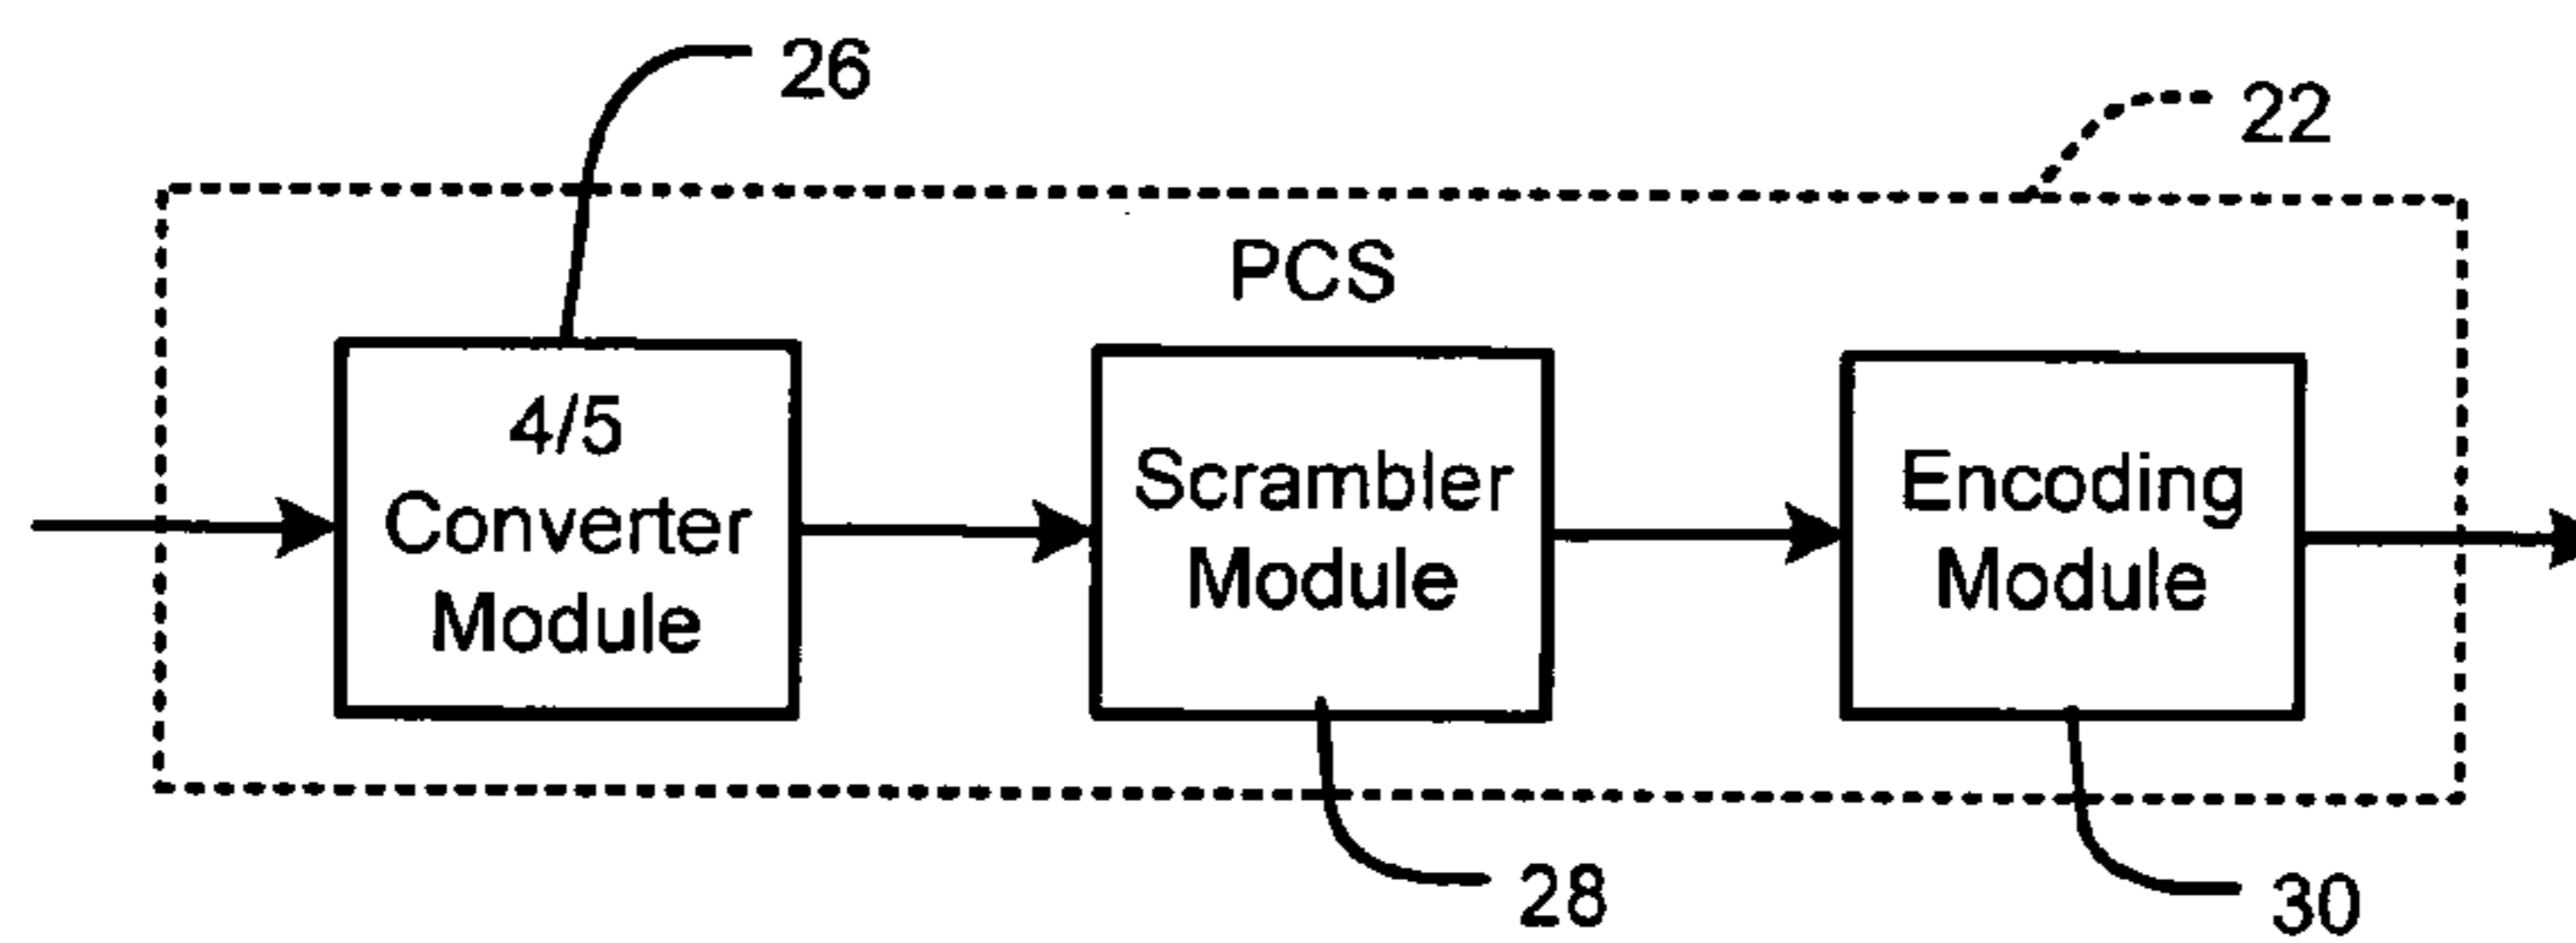 26
22
PCS
4/5
Converter
Module
Scrambler
Module
Encoding
Module
28
30